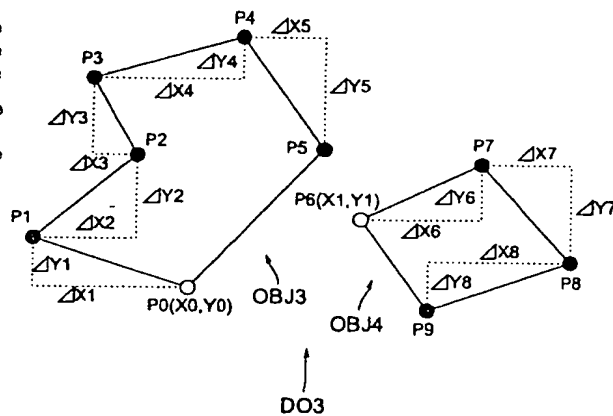 P4
ΔX5
P3
ΔY4
ΔX4
ΔY5
ΔY3
P2
ΔX3
P5
P7
ΔX7
ΔY2
P6(X1,Y1)
ΔY6
P1
ΔX2
ΔX6
ΔY7
ΔY1
ΔX8
ΔX1
P0(X0,Y0)
OBJ3
ΔY8
P8
OBJ4
P9
DO3